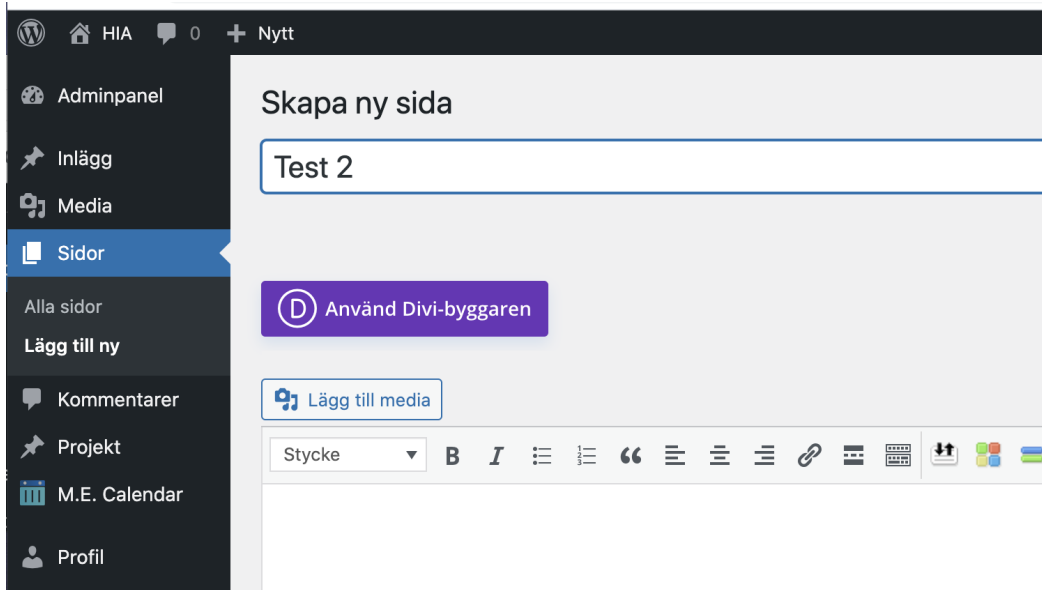 HIA 0 Nytt
Adminpanel
Inlägg
Media
Sidor
Alla sidor
Lägg till ny
Kommentarer
Projekt
M.E. Calendar
Profil
Skapa ny sida
Test 2
D Använd Divi-byggaren
Lägg till media
Stycke B I